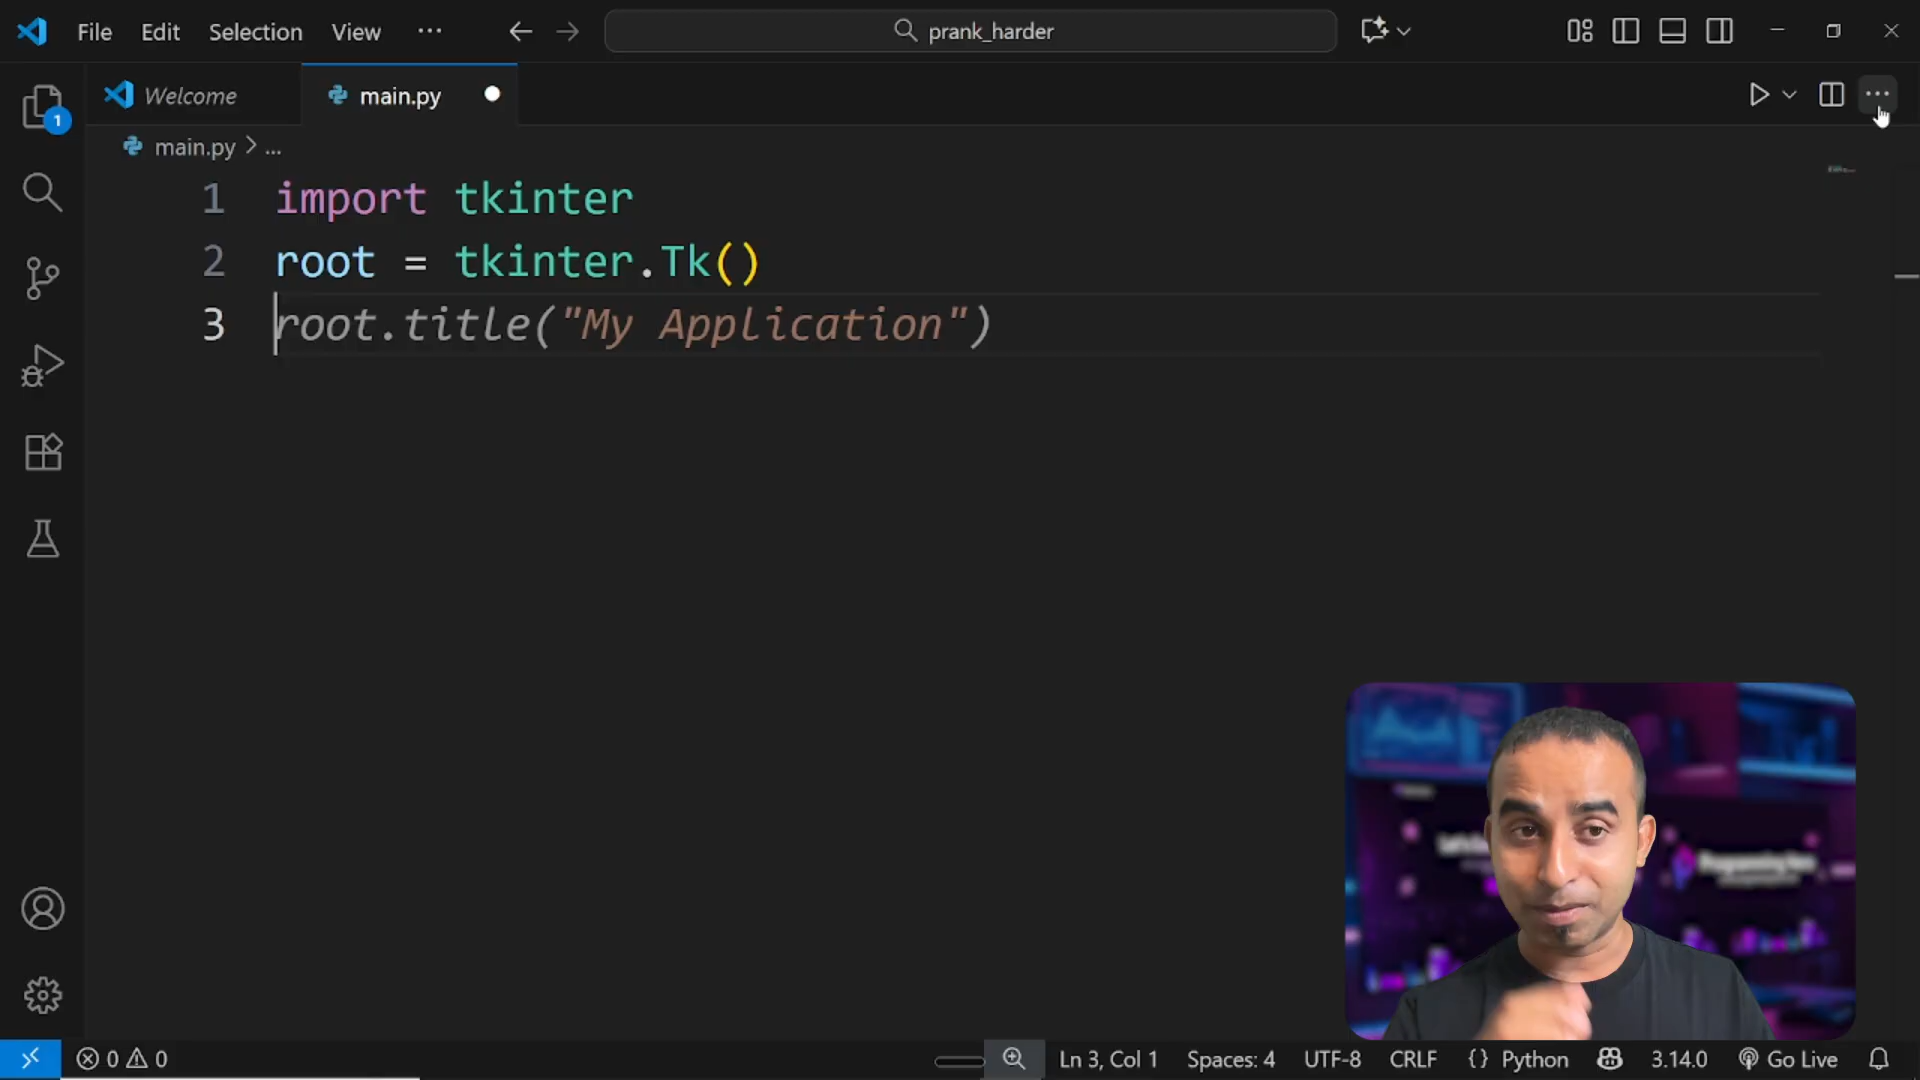 File Edit Selection View ... prank_harder
Welcome main.py
main.py > ...
1 import tkinter
2 root = tkinter.Tk()
3 root.title("My Application")
1
0 0 Ln 3, Col 1 Spaces: 4 UTF-8 CRLF {} Python 3.14.0 Go Live